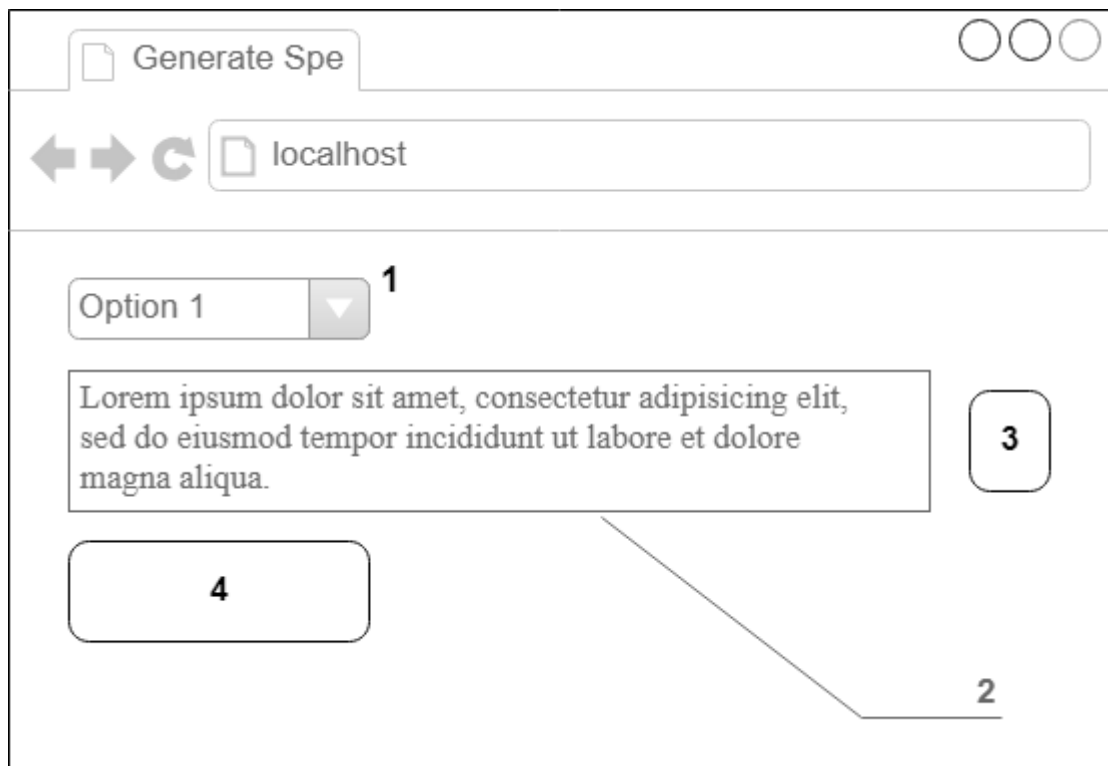 Generate Spe
localhost
Option 1
1
Lorem ipsum dolor sit amet, consectetur adipisicing elit,
sed do eiusmod tempor incididunt ut labore et dolore
magna aliqua.
3
4
2